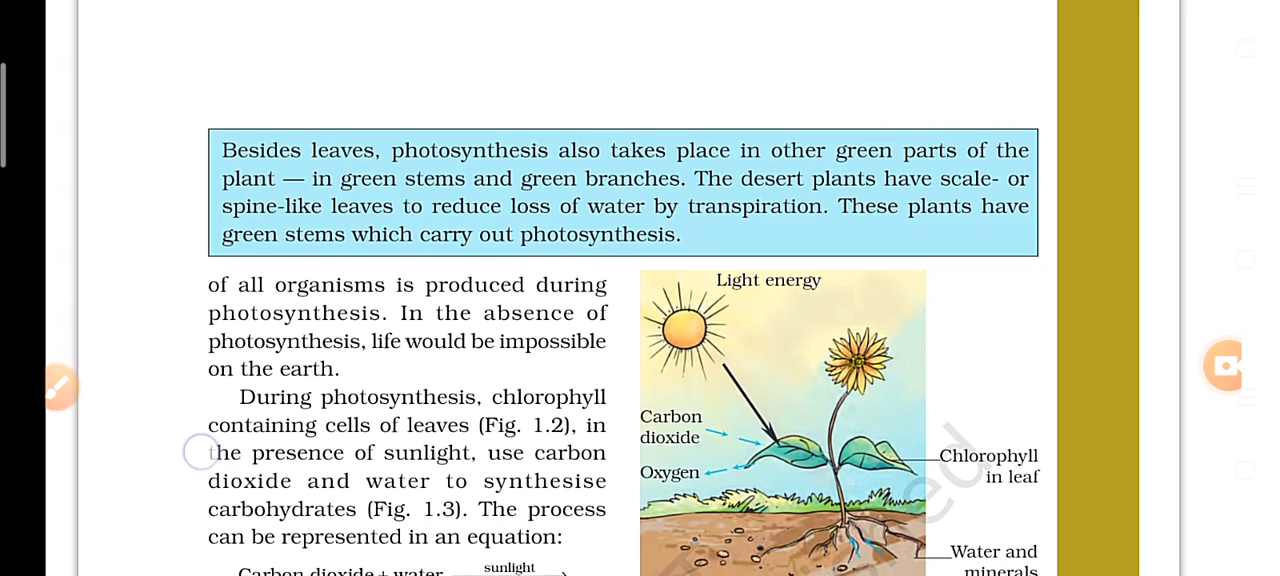 Besides leaves, photosynthesis also takes place in other green parts of the
plant — in green stems and green branches. The desert plants have scale- or
spine-like leaves to reduce loss of water by transpiration. These plants have
green stems which carry out photosynthesis.
of all organisms is produced during
photosynthesis. In the absence of
photosynthesis, life would be impossible
on the earth.
During photosynthesis, chlorophyll
containing cells of leaves (Fig. 1.2), in
the presence of sunlight, use carbon
dioxide and water to synthesise
carbohydrates (Fig. 1.3). The process
can be represented in an equation:
sunlight
Carbon dioxide + water
Light energy
Carbon
dioxide
Oxygen
Chlorophyll
in leaf
Water and
minerals